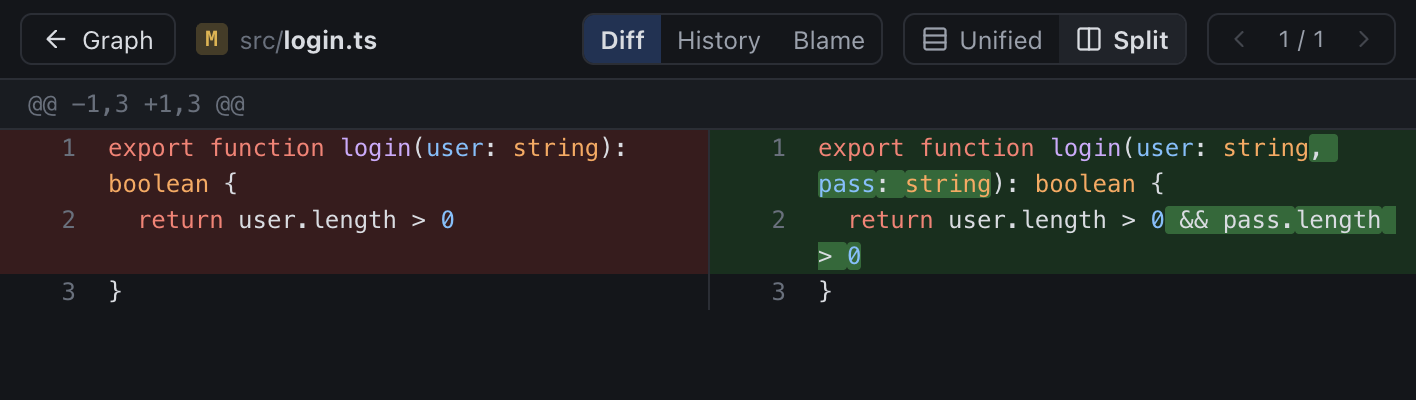 ← Graph M src/login.ts Diff History Blame Unified Split < 1 / 1 >
@@ −1,3 +1,3 @@
1 export function login(user: string):
boolean {
2   return user.length > 0
3 }
1 export function login(user: string,
pass: string): boolean {
2   return user.length > 0 && pass.length
> 0
3 }